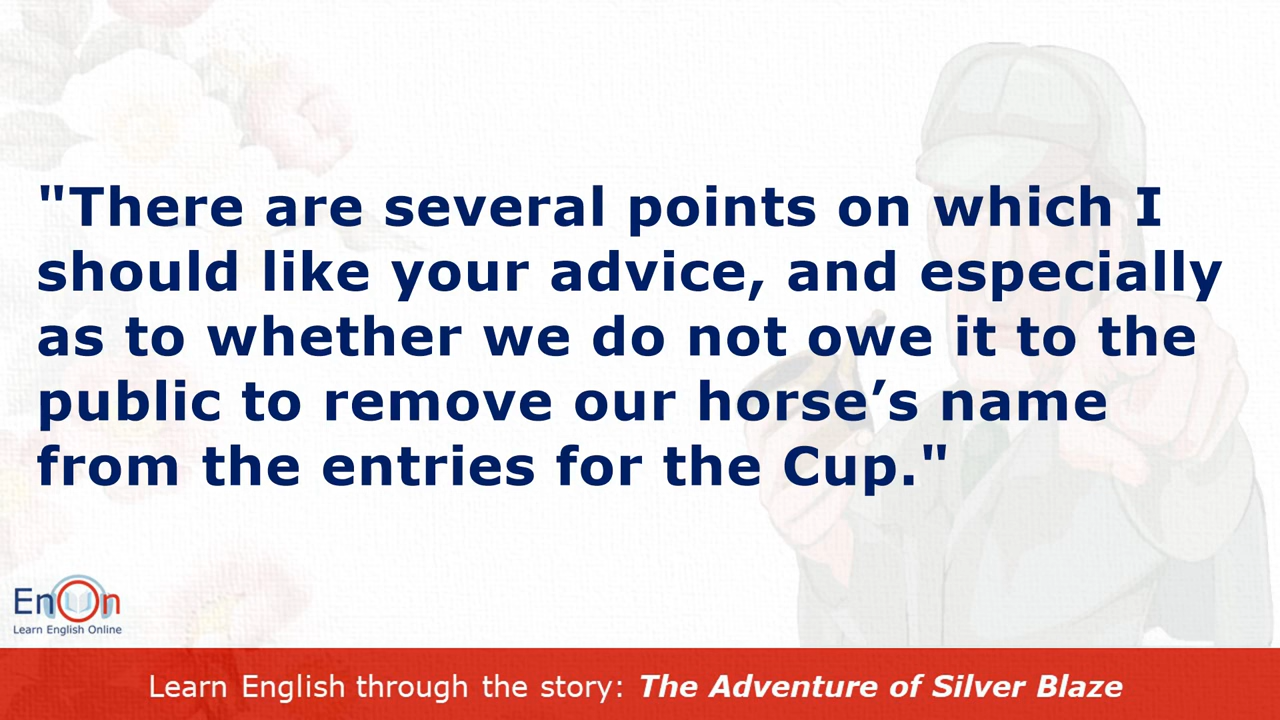 "There are several points on which I
should like your advice, and especially
as to whether we do not owe it to the
public to remove our horse’s name
from the entries for the Cup."
EnOn
Learn English Online
Learn English through the story: The Adventure of Silver Blaze